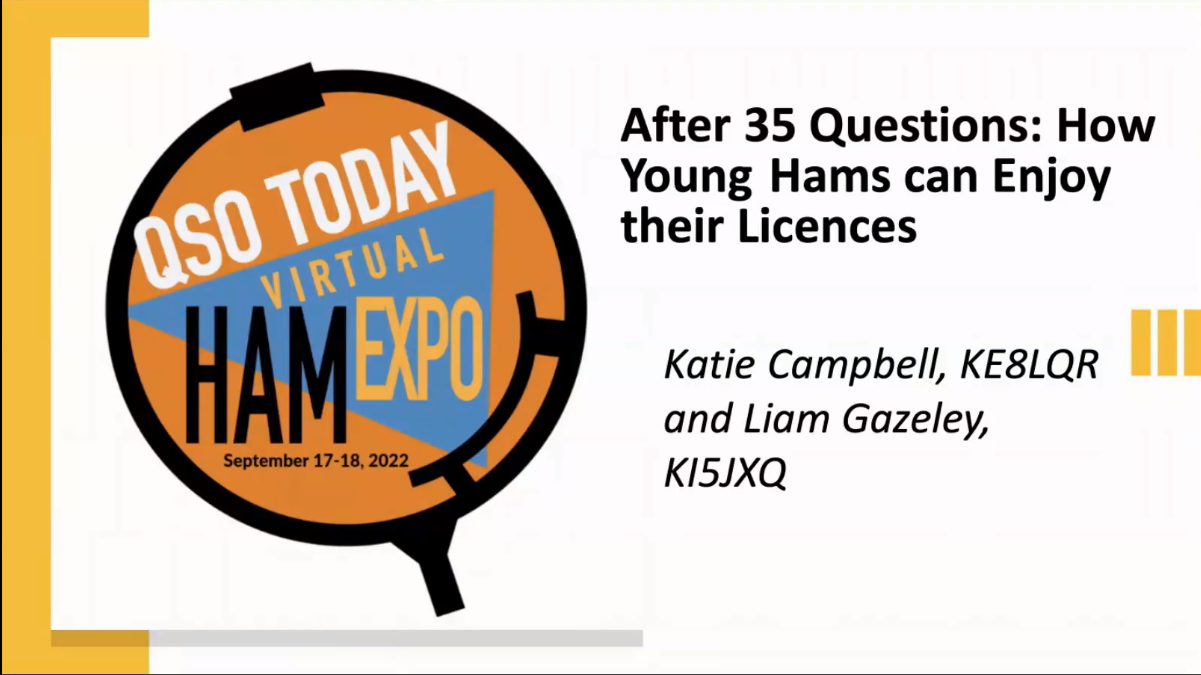 QSO TODAY
VIRTUAL
HAM EXPO
September 17-18, 2022
After 35 Questions: How
Young Hams can Enjoy
their Licences
Katie Campbell, KE8LQR
and Liam Gazeley,
KI5JXQ